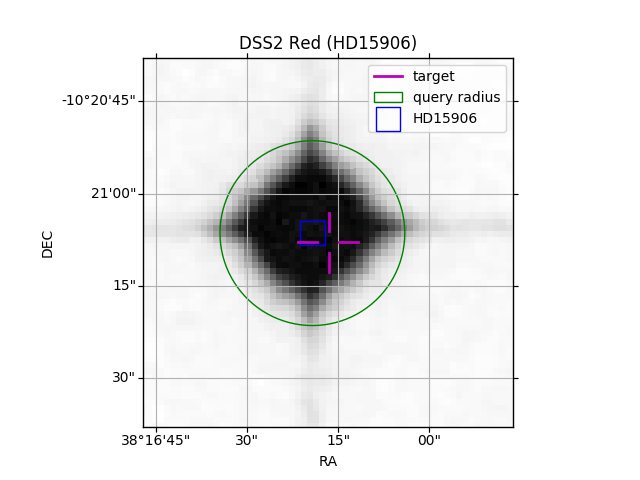 DSS2 Red (HD15906)
target
query radius
HD15906
-10°20'45"
21'00"
15"
30"
DEC
38°16'45"
30"
15"
00"
RA